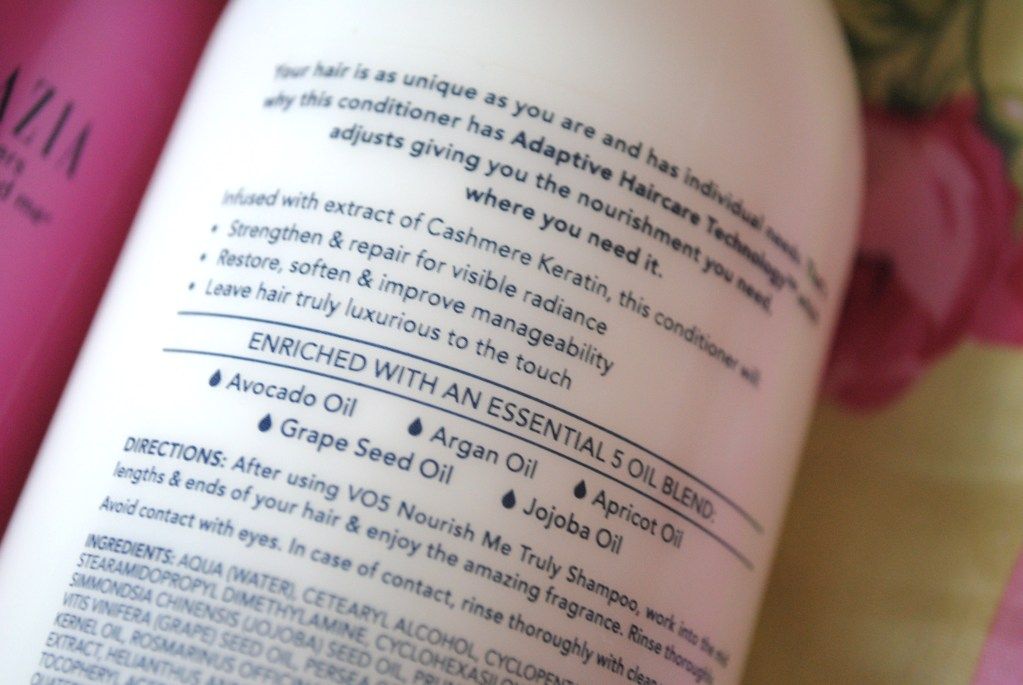 Your hair is as unique as you are and has individual needs. That's
why this conditioner has Adaptive Haircare Technology™ which
adjusts giving you the nourishment you need,
where you need it.
Infused with extract of Cashmere Keratin, this conditioner will:
• Strengthen & repair for visible radiance
• Restore, soften & improve manageability
• Leave hair truly luxurious to the touch
ENRICHED WITH AN ESSENTIAL 5 OIL BLEND:
Avocado Oil Argan Oil Apricot Oil
Grape Seed Oil Jojoba Oil
DIRECTIONS: After using VO5 Nourish Me Truly Shampoo, work into the mid
lengths & ends of your hair & enjoy the amazing fragrance. Rinse thoroughly.
Avoid contact with eyes. In case of contact, rinse thoroughly with clean
INGREDIENTS: AQUA (WATER), CETEARYL ALCOHOL, CYCLOPENT
STEARAMIDOPROPYL DIMETHYLAMINE, CYCLOHEXASILO
SIMMONDSIA CHINENSIS (JOJOBA) SEED OIL, PRU
VITIS VINIFERA (GRAPE) SEED OIL, PERSEA
KERNEL OIL, ROSMARINUS OFFICIN
EXTRACT, HELIANTHUS AN
TOCOPHERYL
AZIA